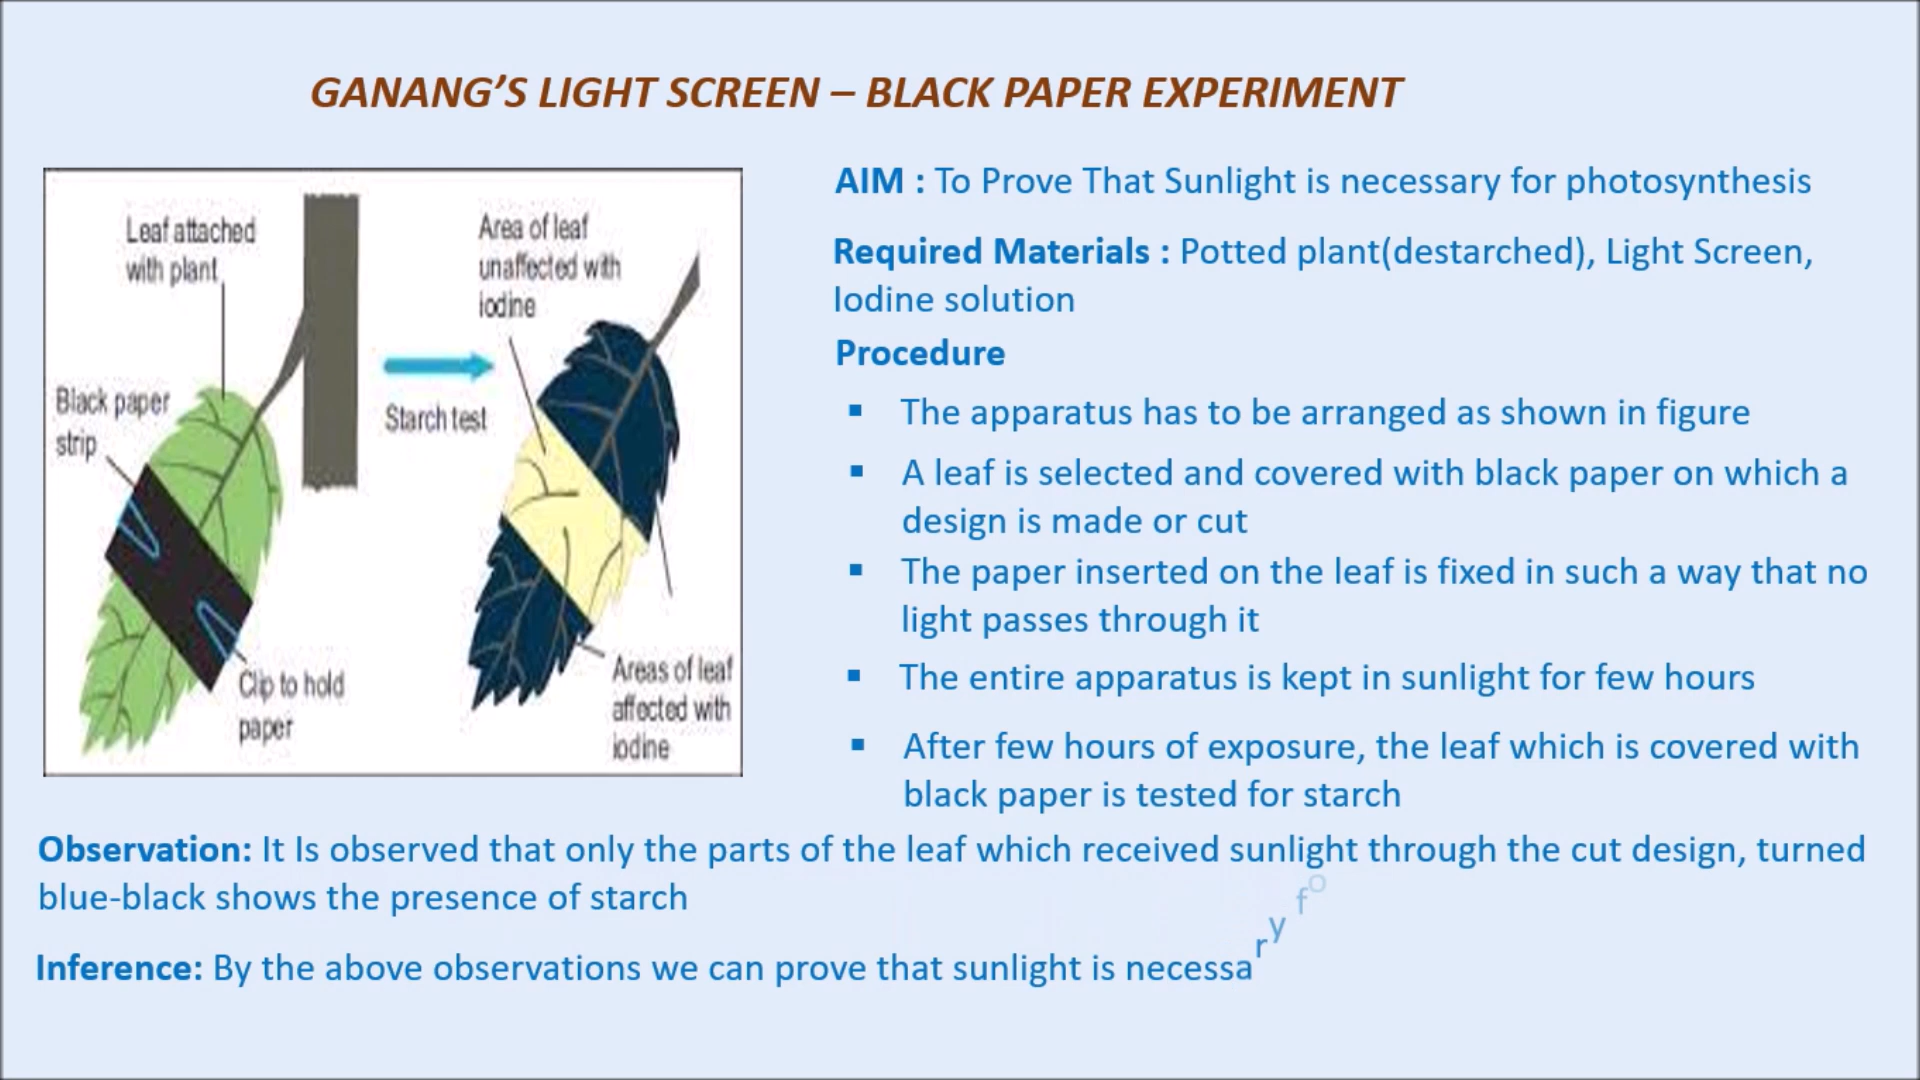 GANANG’S LIGHT SCREEN – BLACK PAPER EXPERIMENT
Leaf attached
with plant
Black paper
strip
Clip to hold
paper
Starch test
Area of leaf
unaffected with
iodine
Areas of leaf
affected with
iodine
AIM : To Prove That Sunlight is necessary for photosynthesis
Required Materials : Potted plant(destarched), Light Screen,
Iodine solution
Procedure
▪ The apparatus has to be arranged as shown in figure
▪ A leaf is selected and covered with black paper on which a
design is made or cut
▪ The paper inserted on the leaf is fixed in such a way that no
light passes through it
▪ The entire apparatus is kept in sunlight for few hours
▪ After few hours of exposure, the leaf which is covered with
black paper is tested for starch
Observation: It Is observed that only the parts of the leaf which received sunlight through the cut design, turned
blue-black shows the presence of starch
Inference: By the above observations we can prove that sunlight is necessary fo